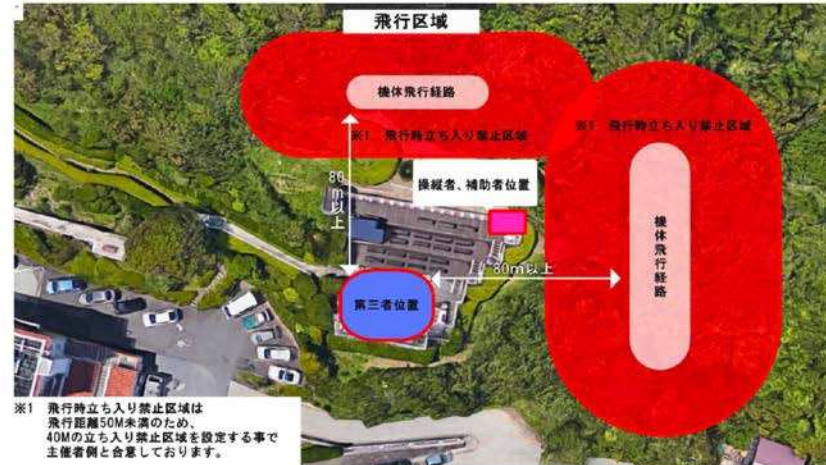 飛行区域
機体飛行経路
※1 飛行時立ち入り禁止区域
※1 飛行時立ち入り禁止区域
80m以上
操縦者、補助者位置
機体飛行経路
80m以上
第三者位置
※1 飛行時立ち入り禁止区域は
飛行距離50M未満のため、
40Mの立ち入り禁止区域を設定する事で
主催者側と合意しております。